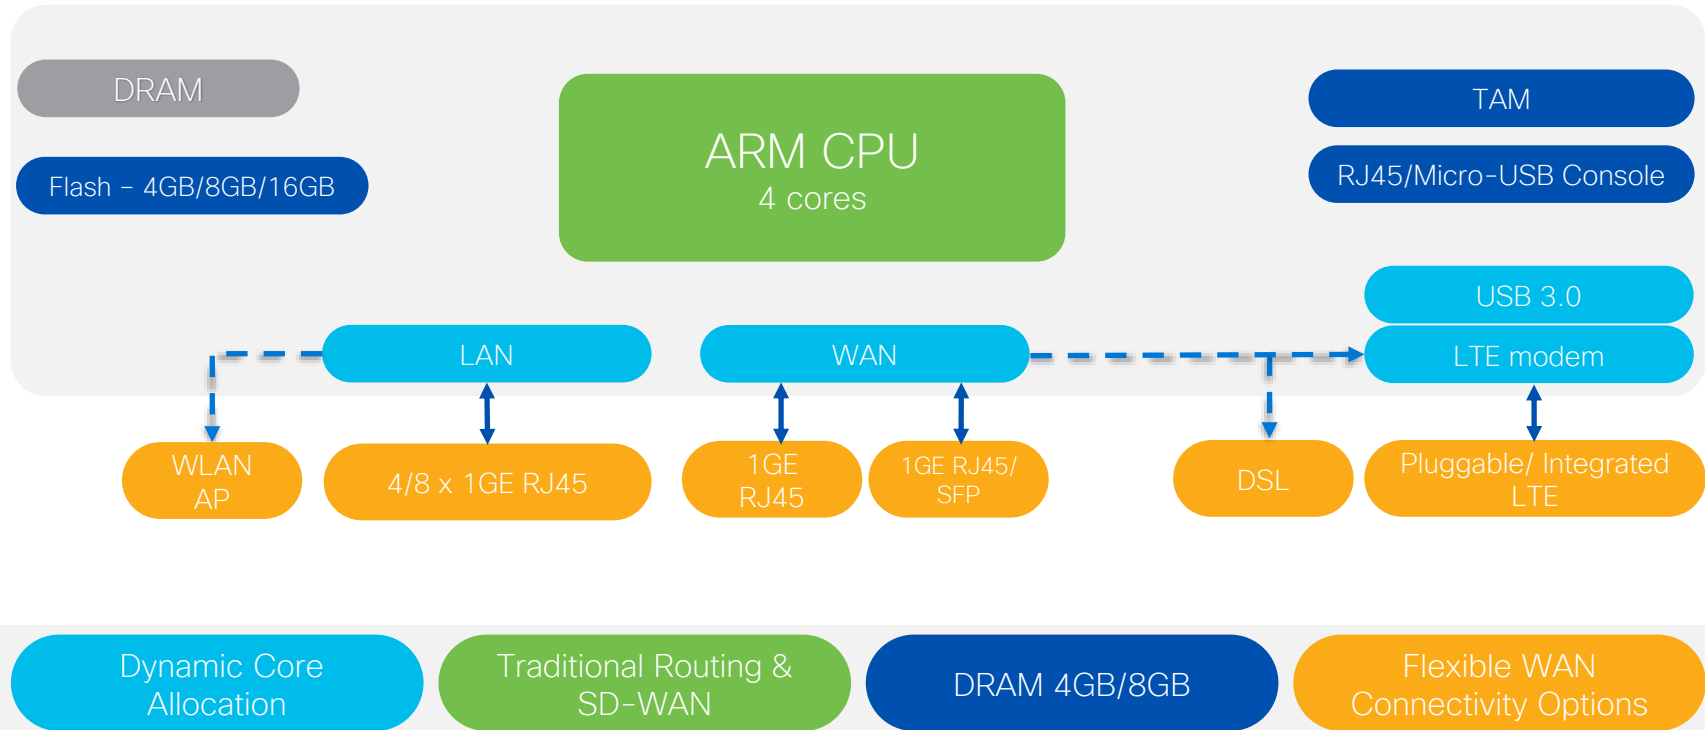 DRAM
ARM CPU
4 cores
TAM
Flash – 4GB/8GB/16GB
RJ45/Micro-USB Console
USB 3.0
LAN
WAN
LTE modem
WLAN
AP
4/8 x 1GE RJ45
1GE
RJ45
1GE RJ45/
SFP
DSL
Pluggable/ Integrated
LTE
Dynamic Core
Allocation
Traditional Routing &
SD-WAN
DRAM 4GB/8GB
Flexible WAN
Connectivity Options